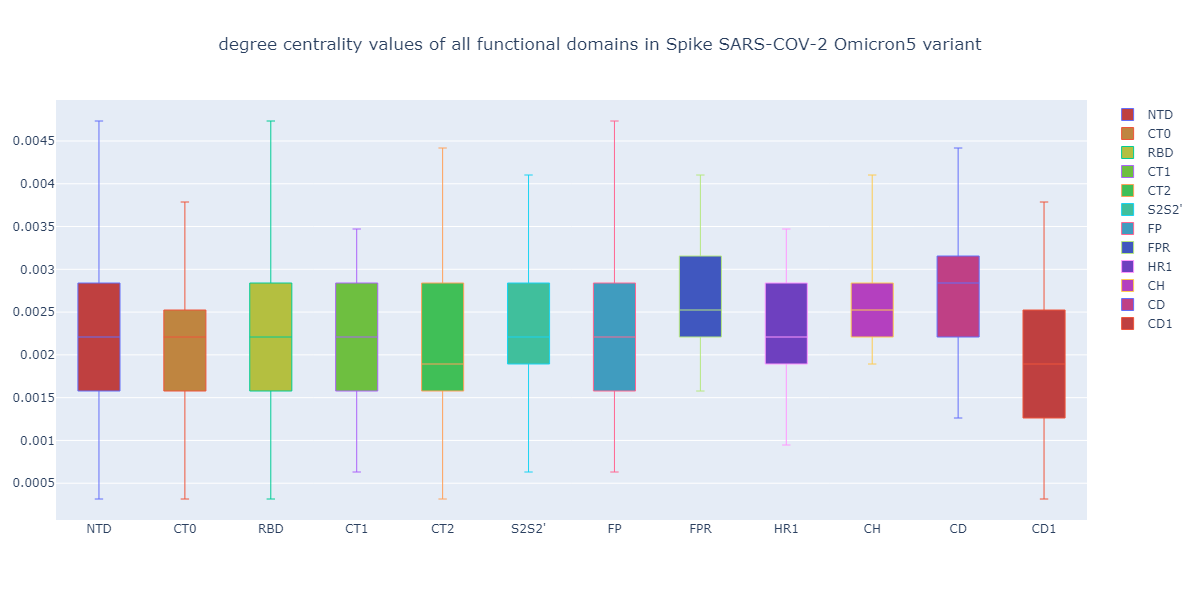 degree centrality values of all functional domains in Spike SARS-COV-2 Omicron5 variant
0.0045
0.004
0.0035
0.003
0.0025
0.002
0.0015
0.001
0.0005
NTD
CT0
RBD
CT1
CT2
S2S2'
FP
FPR
HR1
CH
CD
CD1
NTD
CT0
RBD
CT1
CT2
S2S2'
FP
FPR
HR1
CH
CD
CD1